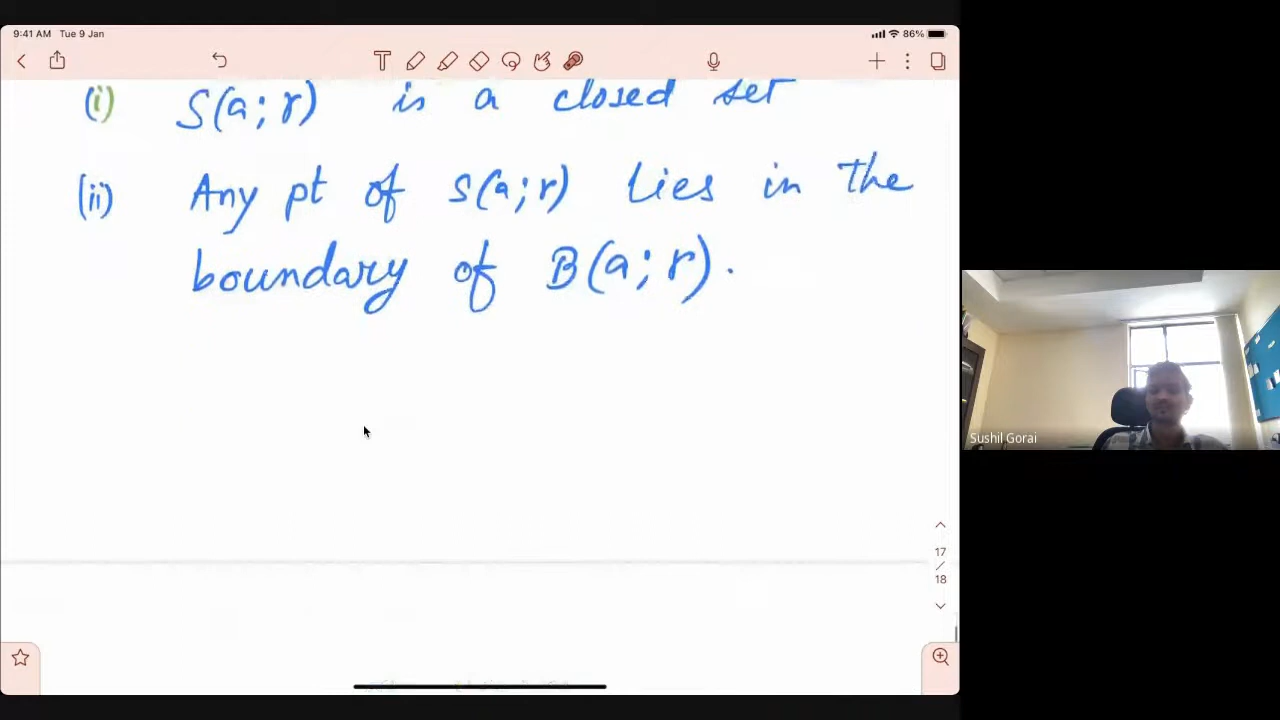 9:41 AM Tue 9 Jan
86%
(i) S(a; r) is a closed set
(ii) Any pt of S(a; r) lies in the
boundary of B(a; r).
Sushil Gorai
17
/
18